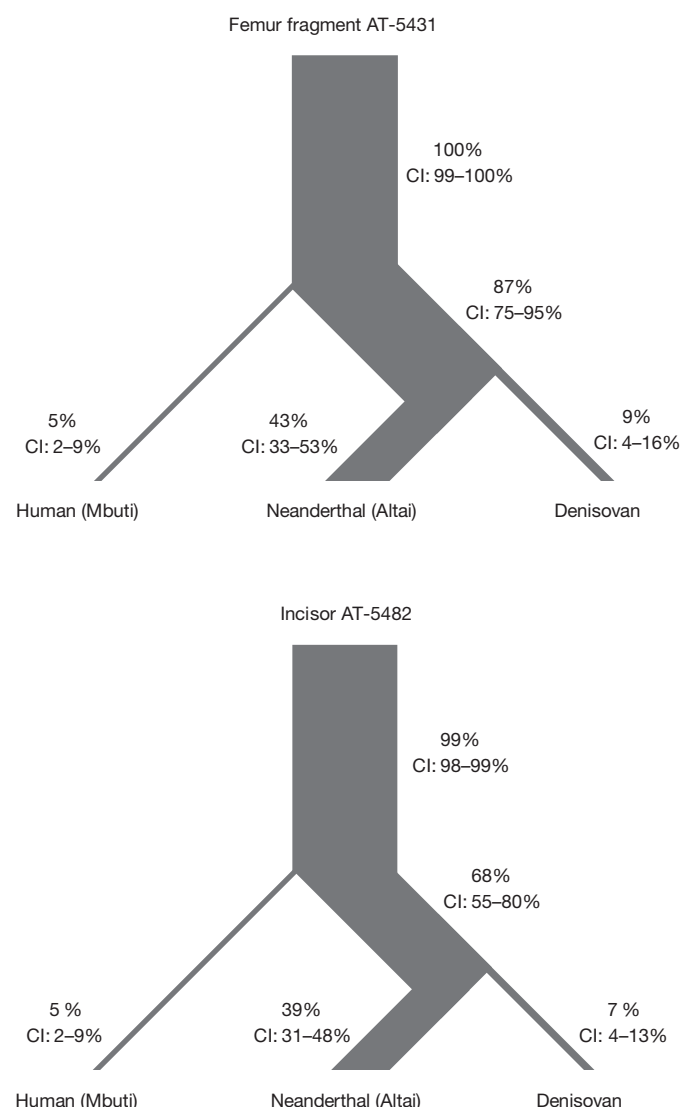 Femur fragment AT-5431
100%
CI: 99–100%
87%
CI: 75–95%
5%
CI: 2–9%
43%
CI: 33–53%
9%
CI: 4–16%
Human (Mbuti)
Neanderthal (Altai)
Denisovan
Incisor AT-5482
99%
CI: 98–99%
68%
CI: 55–80%
5 %
CI: 2–9%
39%
CI: 31–48%
7 %
CI: 4–13%
Human (Mbuti)
Neanderthal (Altai)
Denisovan